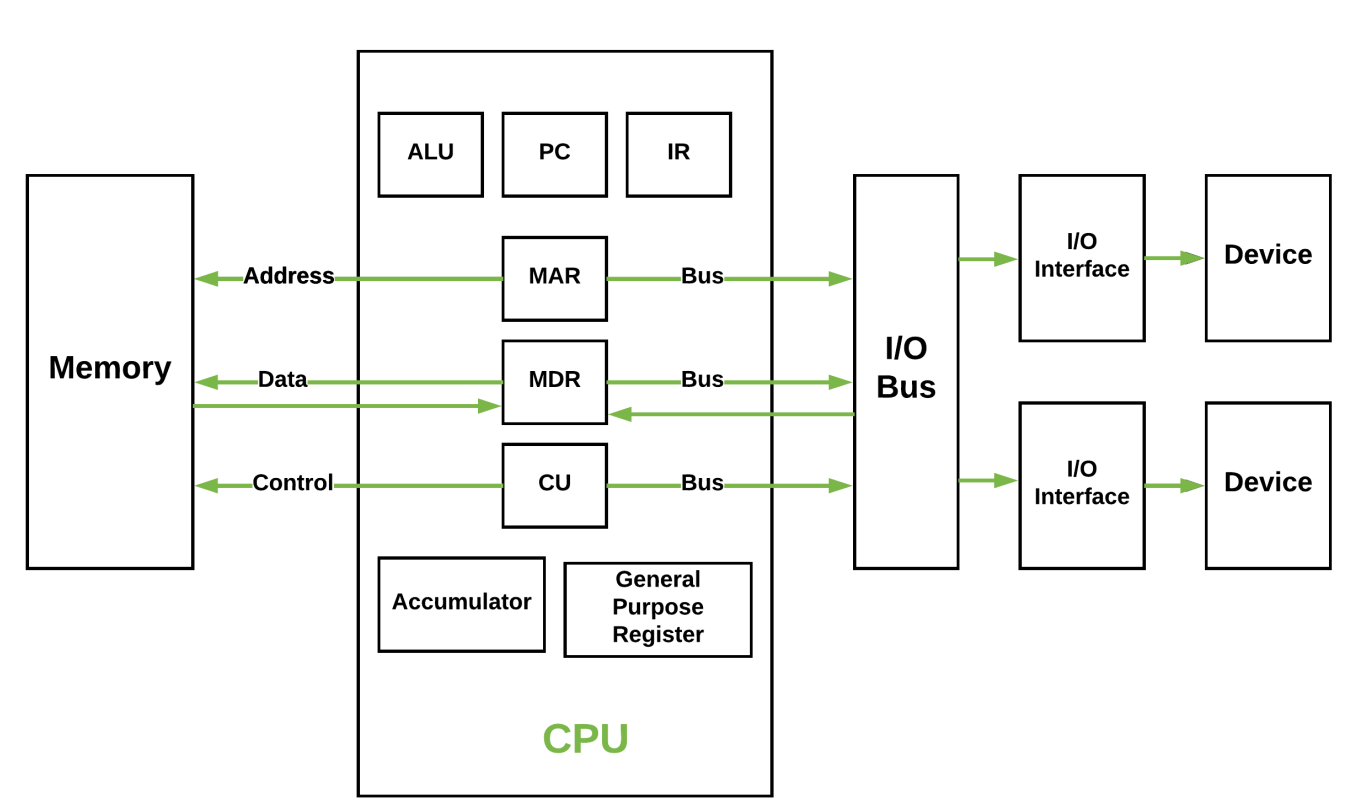 ALU
PC
IR
Address
MAR
Bus
Memory
Data
MDR
Bus
I/O
Bus
Control
CU
Bus
I/O
Interface
Device
I/O
Interface
Device
Accumulator
General
Purpose
Register
CPU